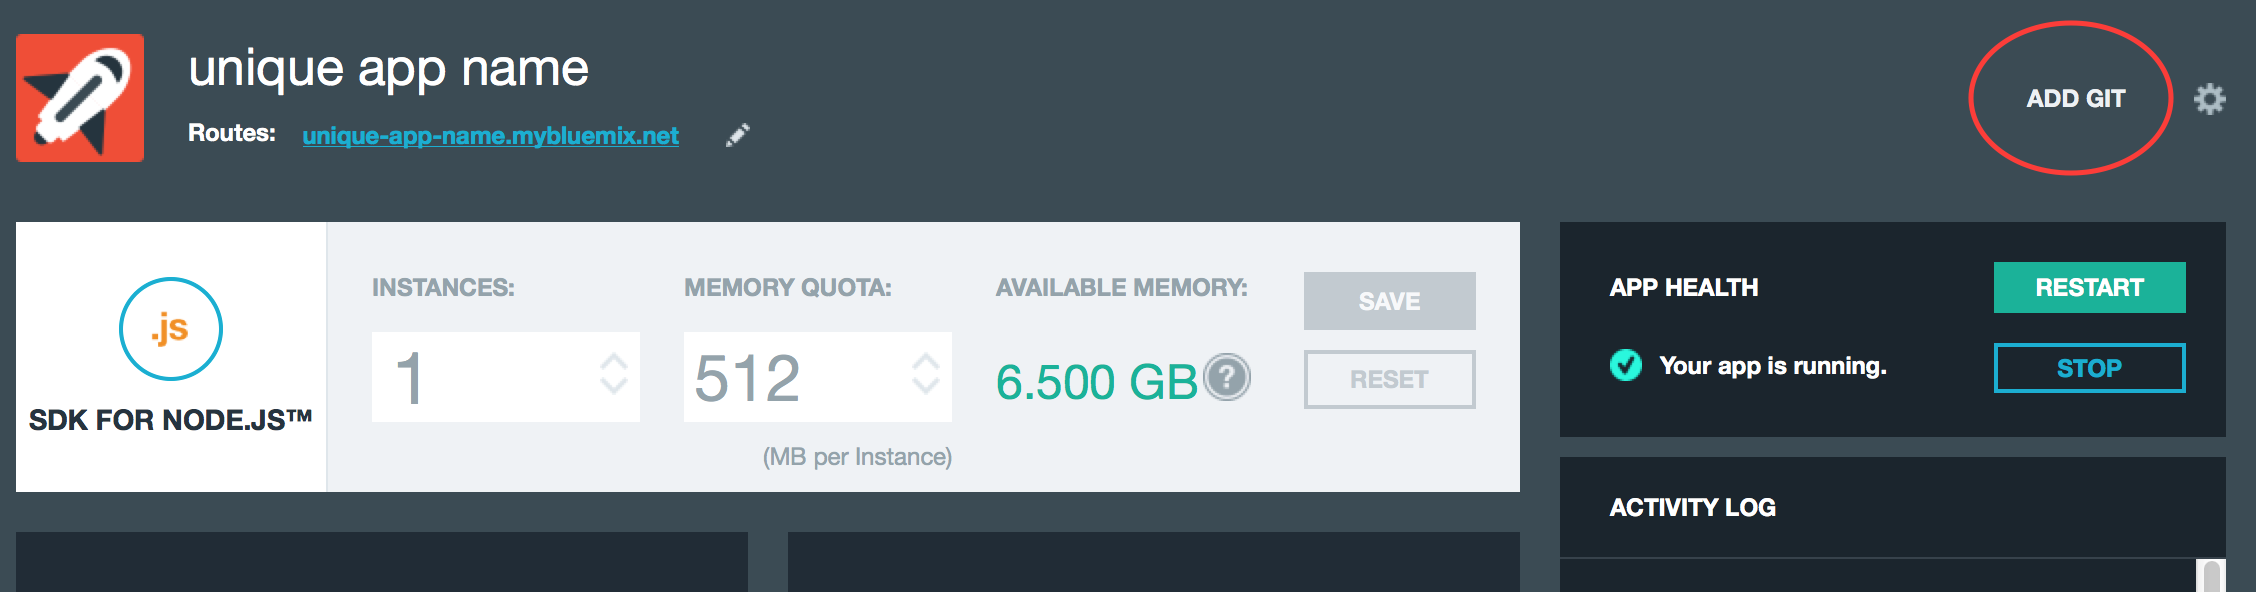 unique app name
Routes: unique-app-name.mybluemix.net
ADD GIT
.js
SDK FOR NODE.JS™
INSTANCES:
1
MEMORY QUOTA:
512
(MB per Instance)
AVAILABLE MEMORY:
6.500 GB ?
SAVE
RESET
APP HEALTH
RESTART
Your app is running.
STOP
ACTIVITY LOG